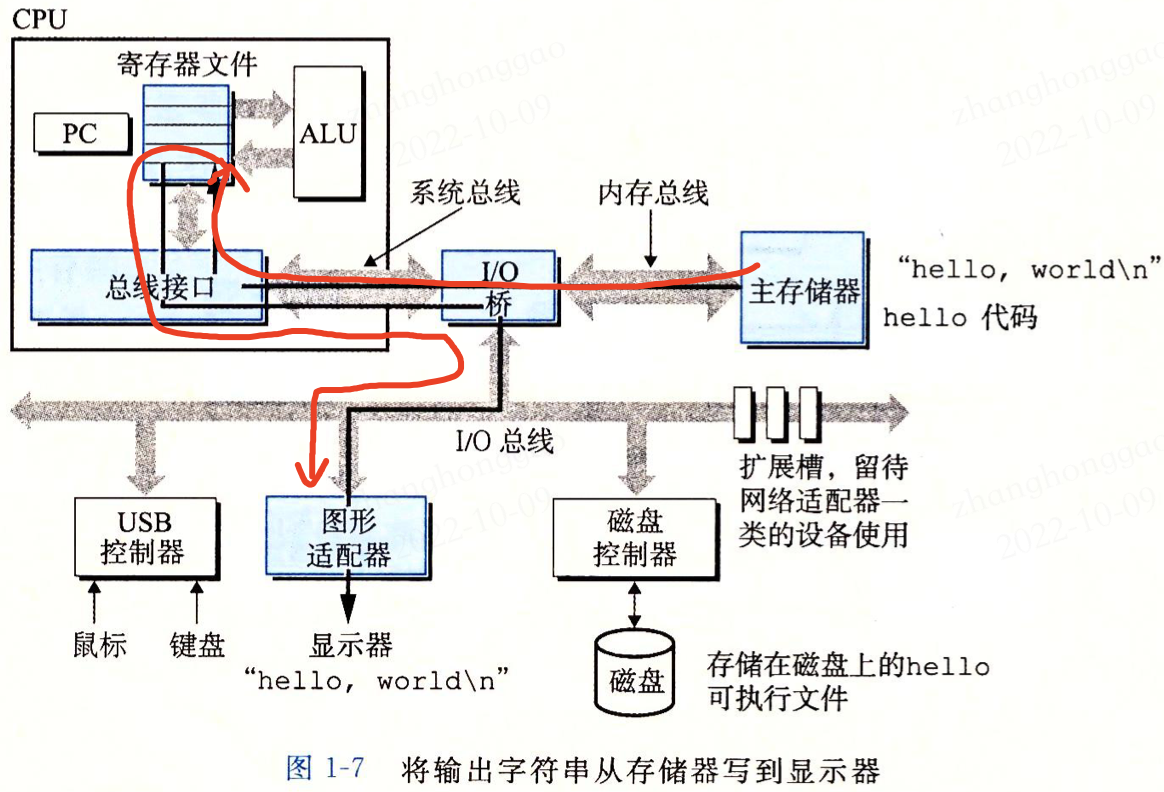 CPU
寄存器文件
PC
ALU
系统总线
内存总线
总线接口
I/O
桥
主存储器
“hello, world\n”
hello 代码
I/O 总线
扩展槽，留待
网络适配器一
类的设备使用
USB
控制器
图形
适配器
磁盘
控制器
鼠标
键盘
显示器
“hello, world\n”
磁盘
存储在磁盘上的hello
可执行文件
图 1-7 将输出字符串从存储器写到显示器
zhanghonggao
2022-10-09
zhanghonggao
2022-10-09
zhanghonggao
2022-10-09
zhanghonggao
2022-10-09